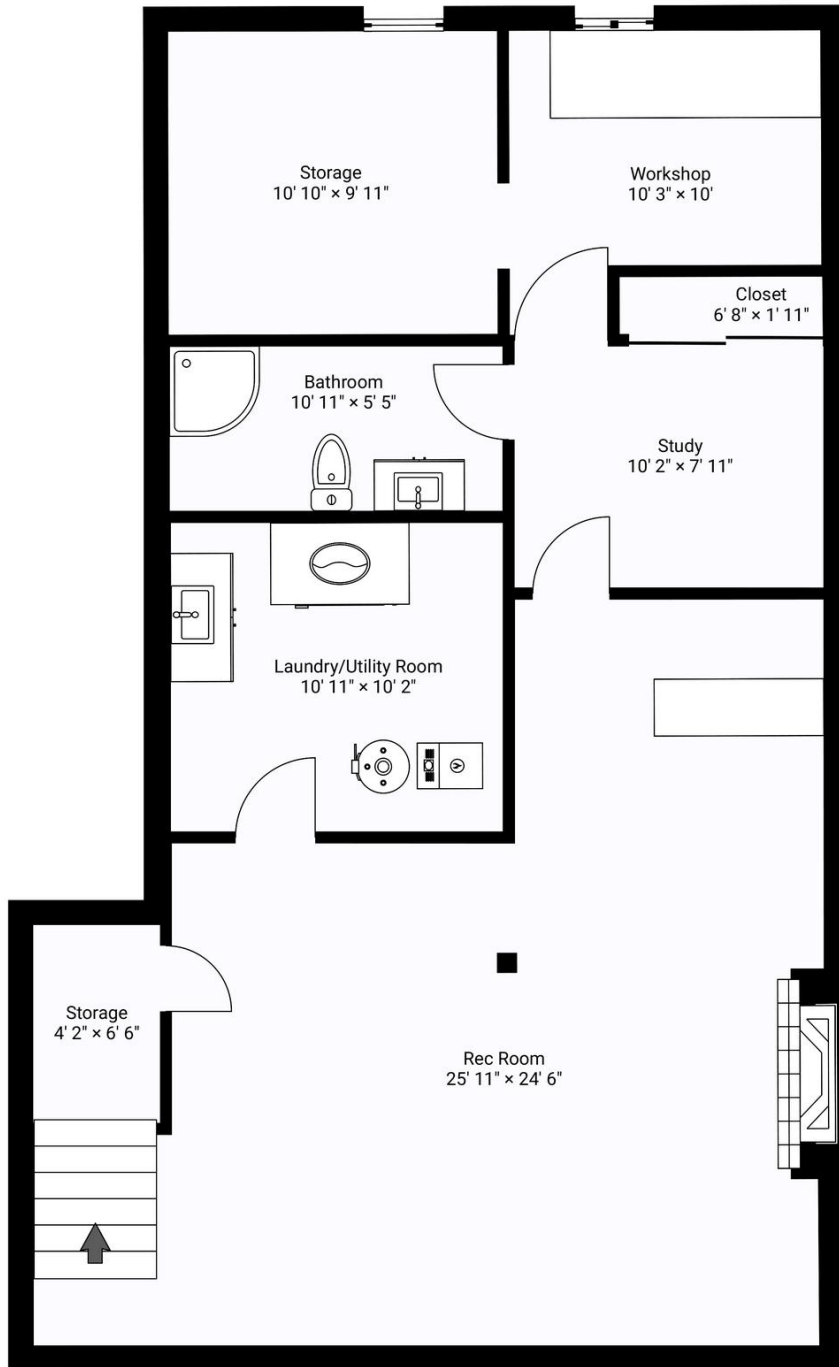 Storage
10' 10" × 9' 11"
Workshop
10' 3" × 10'
Closet
6' 8" × 1' 11"
Bathroom
10' 11" × 5' 5"
Study
10' 2" × 7' 11"
Laundry/Utility Room
10' 11" × 10' 2"
Storage
4' 2" × 6' 6"
Rec Room
25' 11" × 24' 6"